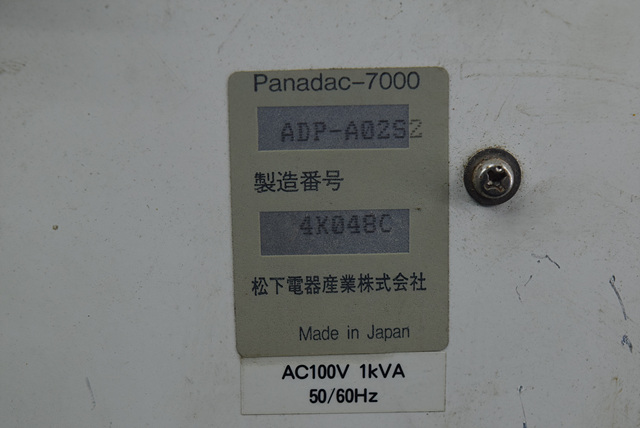 Panadac-7000
ADP-A02S2
製造番号
4K048C
松下電器産業株式会社
Made in Japan
AC100V 1kVA
50/60Hz